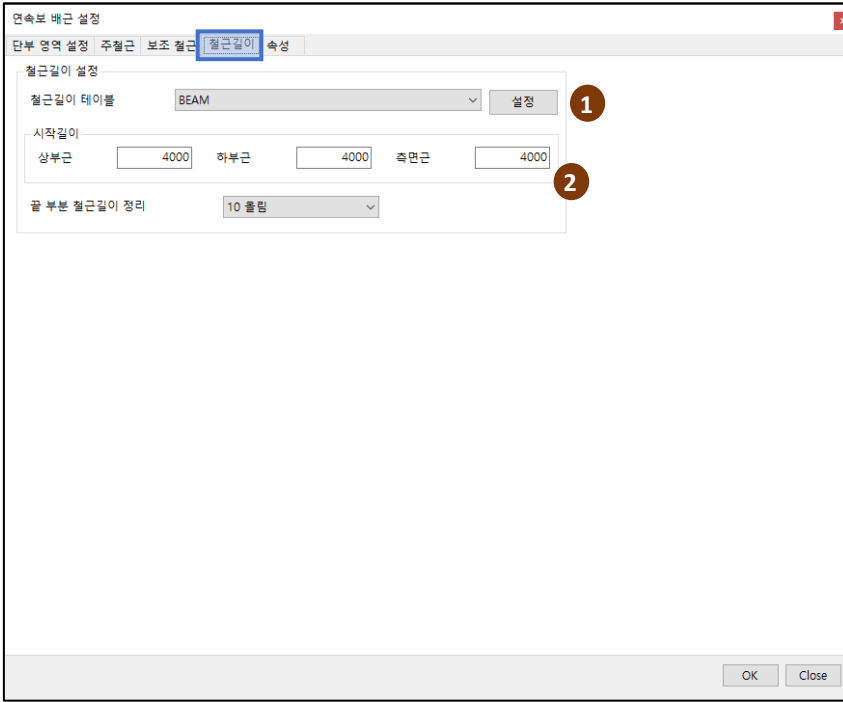 연속보 배근 설정
단부 영역 설정 주철근 보조 철근 철근길이 속성
철근길이 설정
철근길이 테이블 BEAM 설정 1
시작길이
상부근 4000 하부근 4000 측면근 4000
2
끝 부분 철근길이 정리 10 올림
OK Close